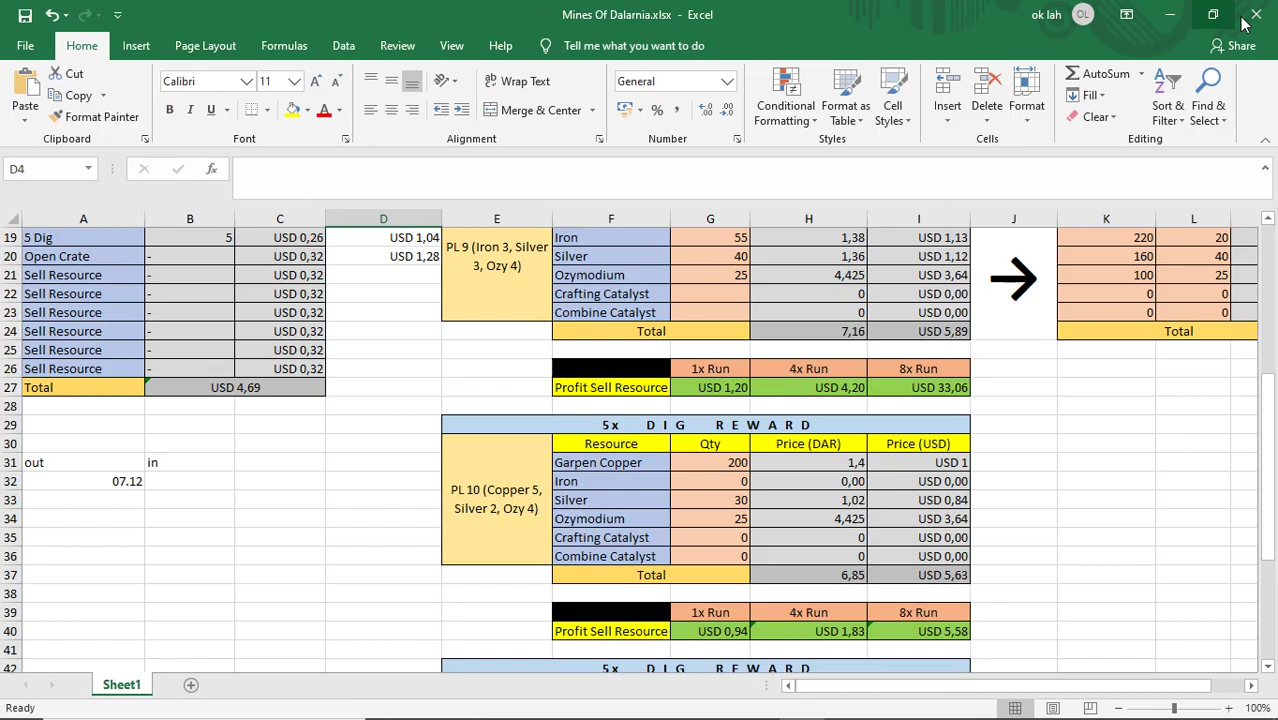 Mines Of Dalarnia.xlsx - Excel
ok lah OL
File Home Insert Page Layout Formulas Data Review View Help Tell me what you want to do Share
Paste Cut Copy Format Painter Clipboard
Calibri 11 B I U Font
Wrap Text Merge & Center Alignment
General % Number
Conditional Formatting Format as Table Cell Styles Styles
Insert Delete Format Cells
AutoSum Fill Clear Sort & Filter Find & Select Editing
D4 fx
A B C D E F G H I J K L
19 5 Dig 5 USD 0,26 USD 1,04 PL 9 (Iron 3, Silver 3, Ozy 4) Iron 55 1,38 USD 1,13 220 20
20 Open Crate - USD 0,32 USD 1,28 Silver 40 1,36 USD 1,12 160 40
21 Sell Resource - USD 0,32 Ozymodium 25 4,425 USD 3,64 → 100 25
22 Sell Resource - USD 0,32 Crafting Catalyst 0 USD 0,00 0 0
23 Sell Resource - USD 0,32 Combine Catalyst 0 USD 0,00 0 0
24 Sell Resource - USD 0,32 Total 7,16 USD 5,89 Total
25 Sell Resource - USD 0,32
26 Sell Resource - USD 0,32 1x Run 4x Run 8x Run
27 Total USD 4,69 Profit Sell Resource USD 1,20 USD 4,20 USD 33,06
28
29 5x DIG REWARD
30 Resource Qty Price (DAR) Price (USD)
31 out in PL 10 (Copper 5, Silver 2, Ozy 4) Garpen Copper 200 1,4 USD 1
32 07.12 Iron 0 0,00 USD 0,00
33 Silver 30 1,02 USD 0,84
34 Ozymodium 25 4,425 USD 3,64
35 Crafting Catalyst 0 0 USD 0,00
36 Combine Catalyst 0 0 USD 0,00
37 Total 6,85 USD 5,63
38
39 1x Run 4x Run 8x Run
40 Profit Sell Resource USD 0,94 USD 1,83 USD 5,58
41
42 5x DIG REWARD
Sheet1
Ready 100%